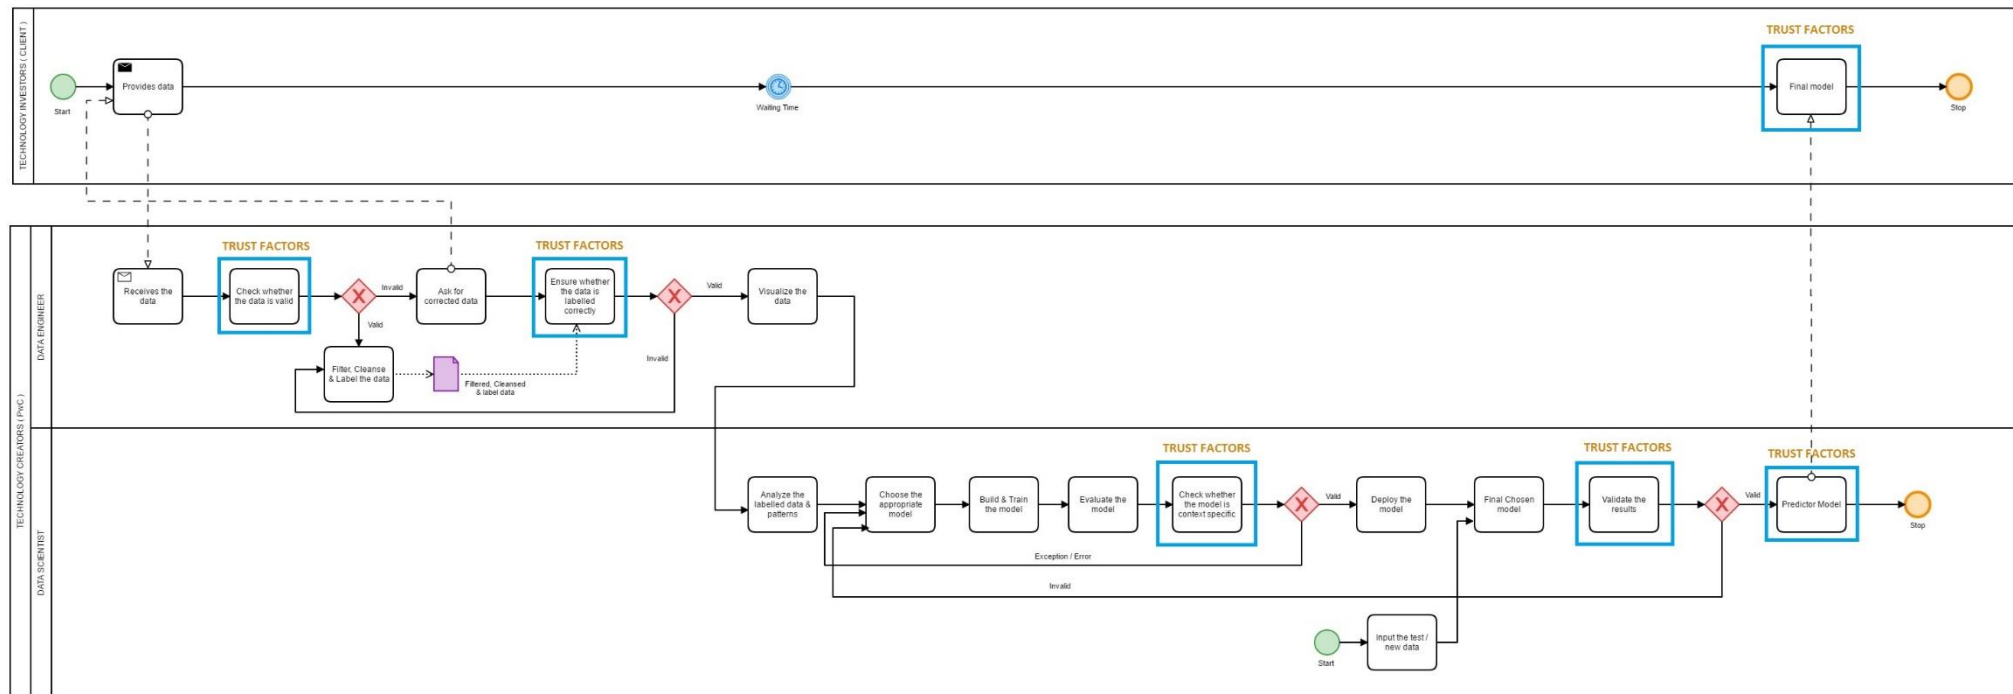 TECHNOLOGY INVESTORS ( CLIENT )
TRUST FACTORS
Start
Provides data
Waiting Time
Final model
Stop
TECHNOLOGY CREATORS ( PwC )
DATA ENGINEER
TRUST FACTORS
TRUST FACTORS
Receives the
data
Check whether
the data is valid
Invalid
Valid
Ask for
corrected data
Ensure whether
the data is
labelled
correctly
Valid
Invalid
Visualize the
data
Filter, Cleanse
& Label the data
Filtered, Cleansed
& label data
DATA SCIENTIST
TRUST FACTORS
TRUST FACTORS
TRUST FACTORS
Analyze the
labelled data &
patterns
Choose the
appropriate
model
Build & Train
the model
Evaluate the
model
Check whether
the model is
context specific
Valid
Deploy the
model
Final Chosen
model
Validate the
results
Valid
Predictor Model
Stop
Exception / Error
Invalid
Start
Input the test /
new data